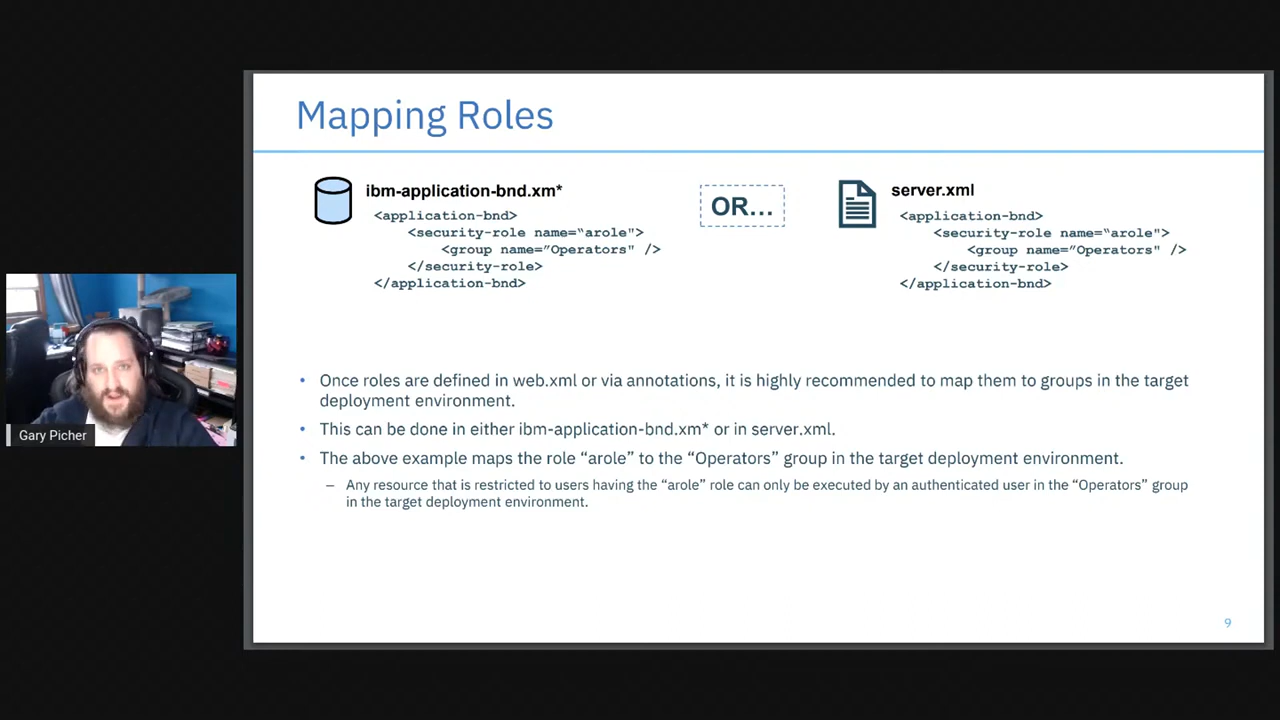 Mapping Roles
ibm-application-bnd.xm*
<application-bnd>
<security-role name=“arole">
<group name=”Operators" />
</security-role>
</application-bnd>
OR...
server.xml
<application-bnd>
<security-role name=“arole">
<group name=”Operators" />
</security-role>
</application-bnd>
• Once roles are defined in web.xml or via annotations, it is highly recommended to map them to groups in the target
deployment environment.
• This can be done in either ibm-application-bnd.xm* or in server.xml.
• The above example maps the role “arole” to the “Operators” group in the target deployment environment.
– Any resource that is restricted to users having the “arole” role can only be executed by an authenticated user in the “Operators” group
in the target deployment environment.
Gary Picher
9